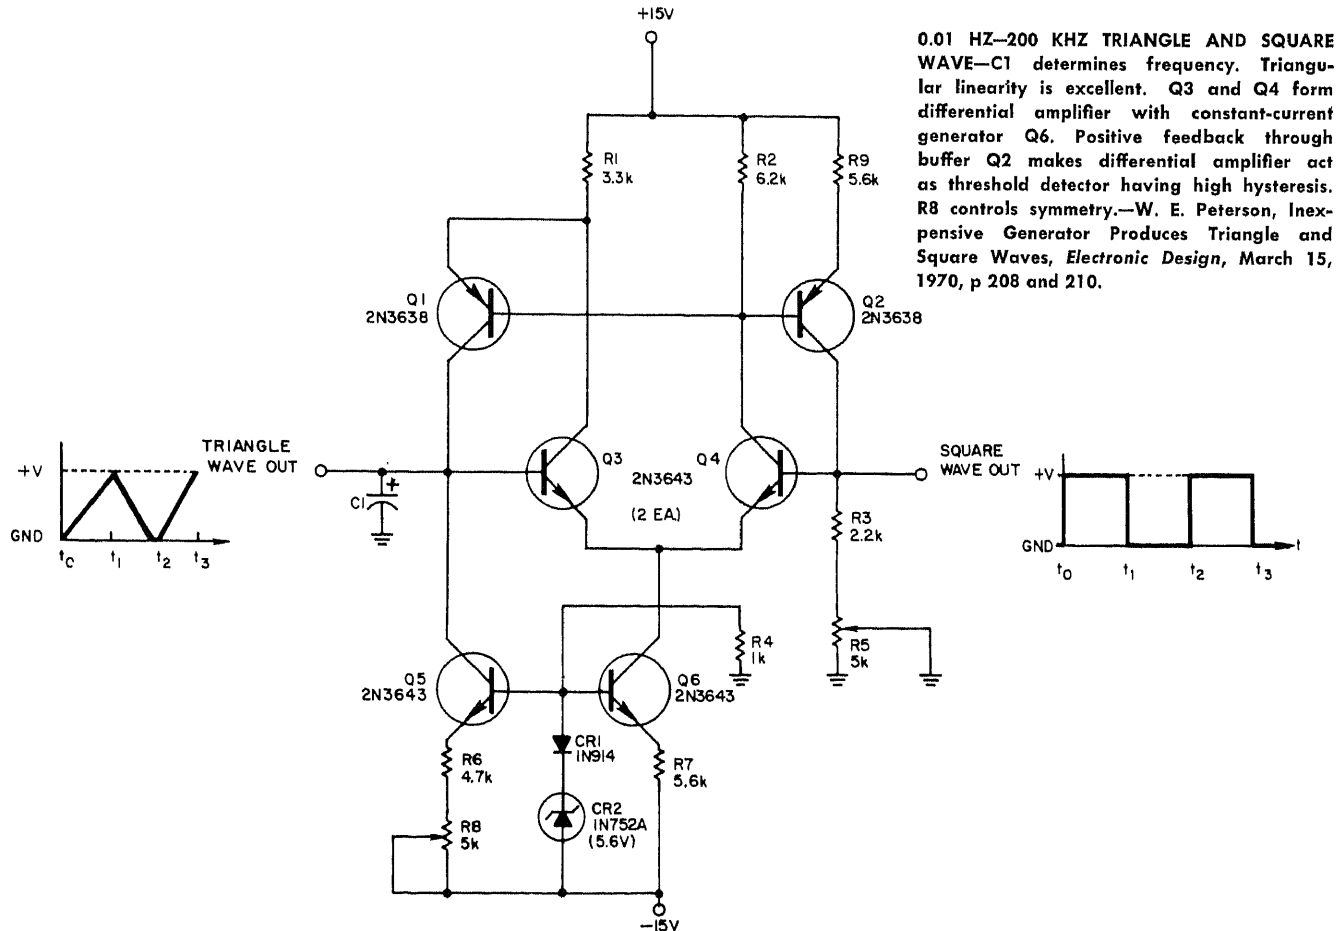 +15V
0.01 HZ–200 KHZ TRIANGLE AND SQUARE
WAVE—C1 determines frequency. Triangu-
lar linearity is excellent. Q3 and Q4 form
differential amplifier with constant-current
generator Q6. Positive feedback through
buffer Q2 makes differential amplifier act
as threshold detector having high hysteresis.
R8 controls symmetry.—W. E. Peterson, Inex-
pensive Generator Produces Triangle and
Square Waves, Electronic Design, March 15,
1970, p 208 and 210.
R1
3.3k
R2
6.2k
R9
5.6k
Q1
2N3638
Q2
2N3638
TRIANGLE
WAVE OUT
+V
GND
t0 t1 t2 t3
+
C1
Q3
2N3643
(2 EA)
Q4
SQUARE
WAVE OUT
+V
GND
t
t0 t1 t2 t3
R3
2.2k
R4
1k
R5
5k
Q5
2N3643
Q6
2N3643
CR1
1N914
R6
4.7k
R7
5.6k
R8
5k
CR2
1N752A
(5.6V)
−15V